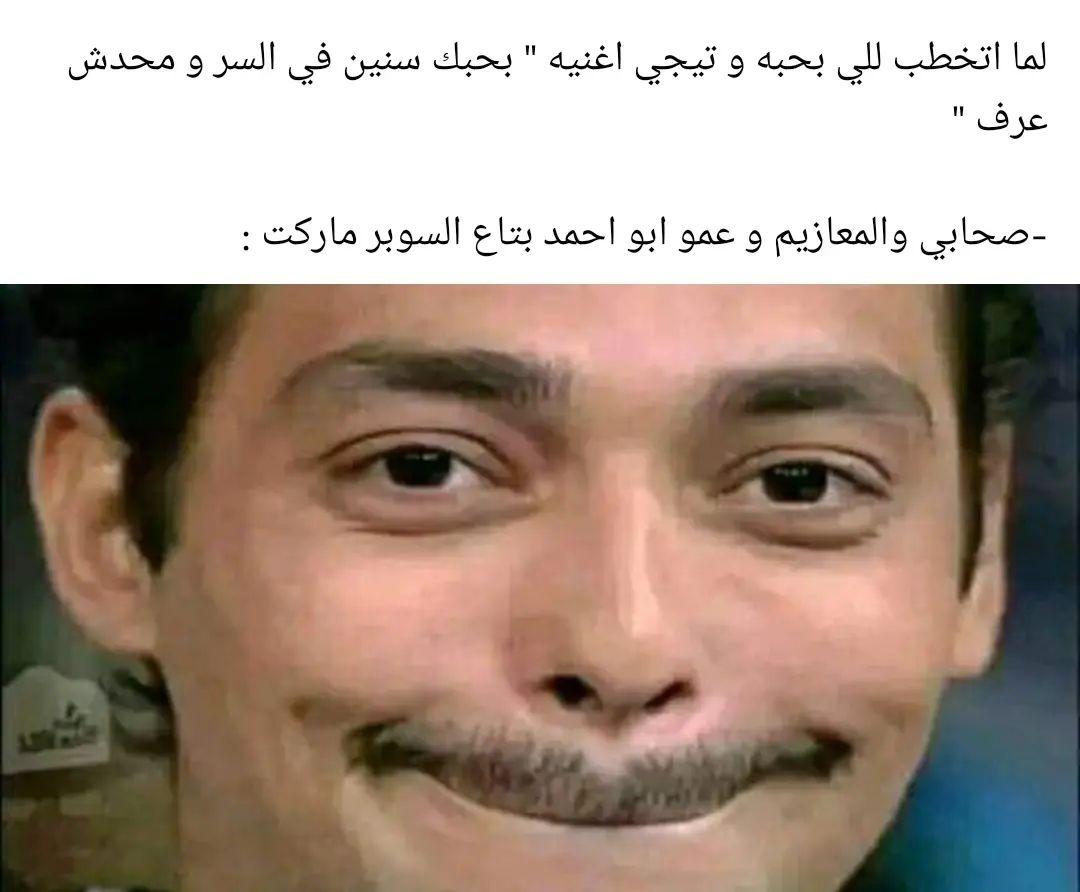 لما اتخطب للي بحبه و تيجي اغنيه " بحبك سنين في السر و محدش
عرف "
-صحابي والمعازيم و عمو ابو احمد بتاع السوبر ماركت :